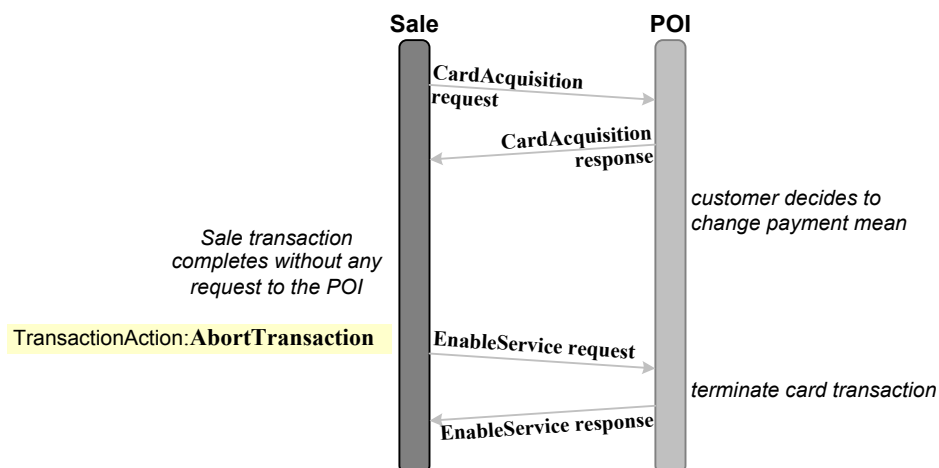 Sale
POI
CardAcquisition
request
CardAcquisition
response
customer decides to
change payment mean
Sale transaction
completes without any
request to the POI
TransactionAction:AbortTransaction
EnableService request
terminate card transaction
EnableService response